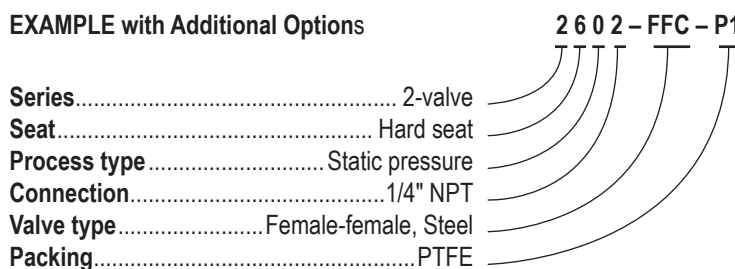 EXAMPLE with Additional Options 2 6 0 2 – FFC – P1
Series..................................................... 2-valve
Seat.................................................... Hard seat
Process type............................. Static pressure
Connection..........................................1/4" NPT
Valve type........................Female-female, Steel
Packing.....................................................PTFE